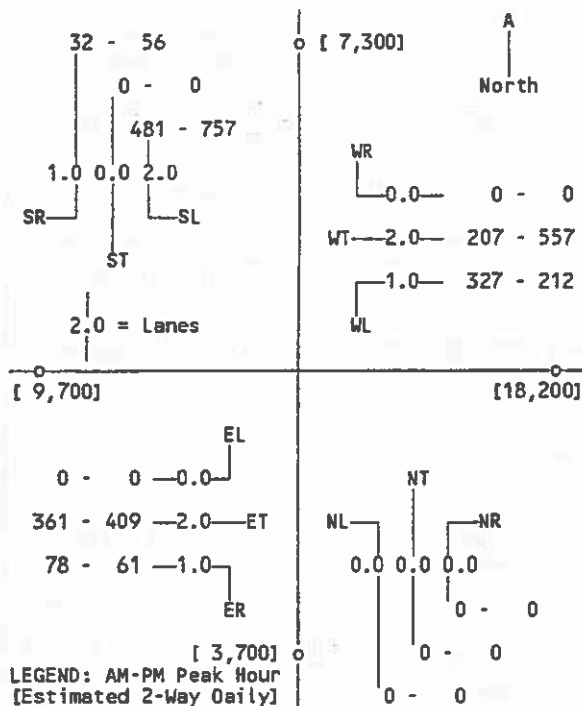 A
North
32 - 56
[ 7,300]
0 - 0
481 - 757
1.0 0.0 2.0
SR
SL
ST
WR
0.0 0 - 0
WT 2.0 207 - 557
1.0 327 - 212
WL
2.0 = Lanes
[ 9,700]
[18,200]
EL
0 - 0 0.0
361 - 409 2.0 ET
78 - 61 1.0
ER
NT
NL
NR
0.0 0.0 0.0
0 - 0
0 - 0
0 - 0
[ 3,700]
LEGEND: AM-PM Peak Hour
[Estimated 2-Way Daily]